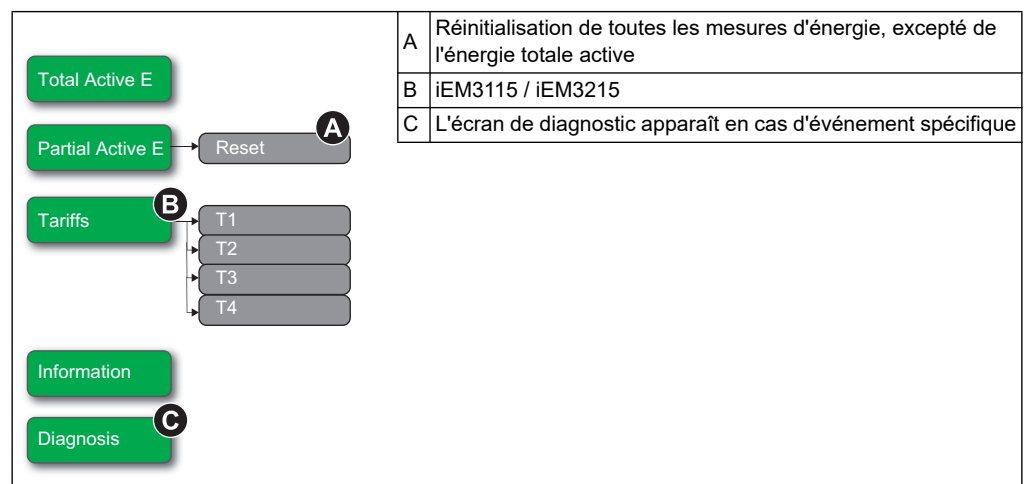 Total Active E
Partial Active E
Reset
A
Tariffs
B
T1
T2
T3
T4
Information
Diagnosis
C
A Réinitialisation de toutes les mesures d'énergie, excepté de
l'énergie totale active
B iEM3115 / iEM3215
C L'écran de diagnostic apparaît en cas d'événement spécifique